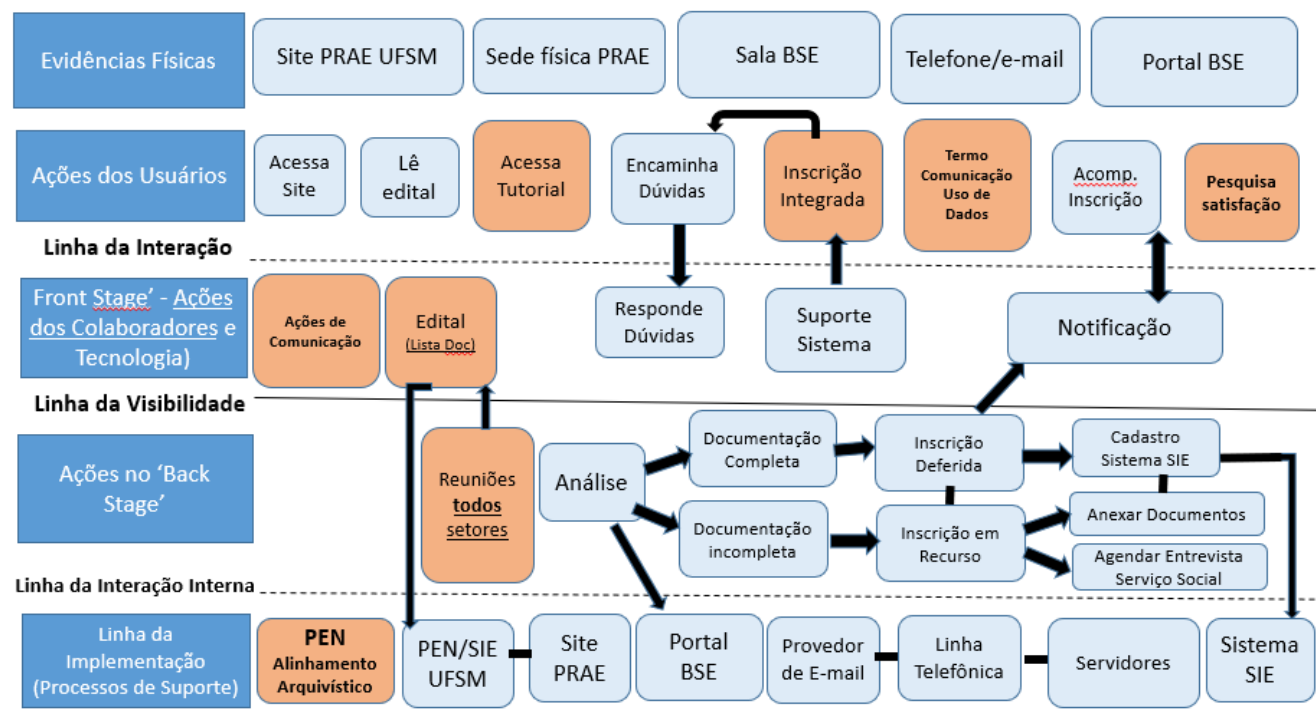 Evidências Físicas
Site PRAE UFSM
Sede física PRAE
Sala BSE
Telefone/e-mail
Portal BSE
Ações dos Usuários
Acessa
Site
Lê
edital
Acessa
Tutorial
Encaminha
Dúvidas
Inscrição
Integrada
Termo
Comunicação
Uso de
Dados
Acomp.
Inscrição
Pesquisa
satisfação
Linha da Interação
Front Stage’ - Ações
dos Colaboradores e
Tecnologia)
Ações de
Comunicação
Edital
(Lista Doc)
Responde
Dúvidas
Suporte
Sistema
Notificação
Linha da Visibilidade
Ações no ‘Back
Stage’
Reuniões
todos
setores
Análise
Documentação
Completa
Documentação
incompleta
Inscrição
Deferida
Inscrição em
Recurso
Cadastro
Sistema SIE
Anexar Documentos
Agendar Entrevista
Serviço Social
Linha da Interação Interna
Linha da
Implementação
(Processos de Suporte)
PEN
Alinhamento
Arquivístico
PEN/SIE
UFSM
Site
PRAE
Portal
BSE
Provedor
de E-mail
Linha
Telefônica
Servidores
Sistema
SIE